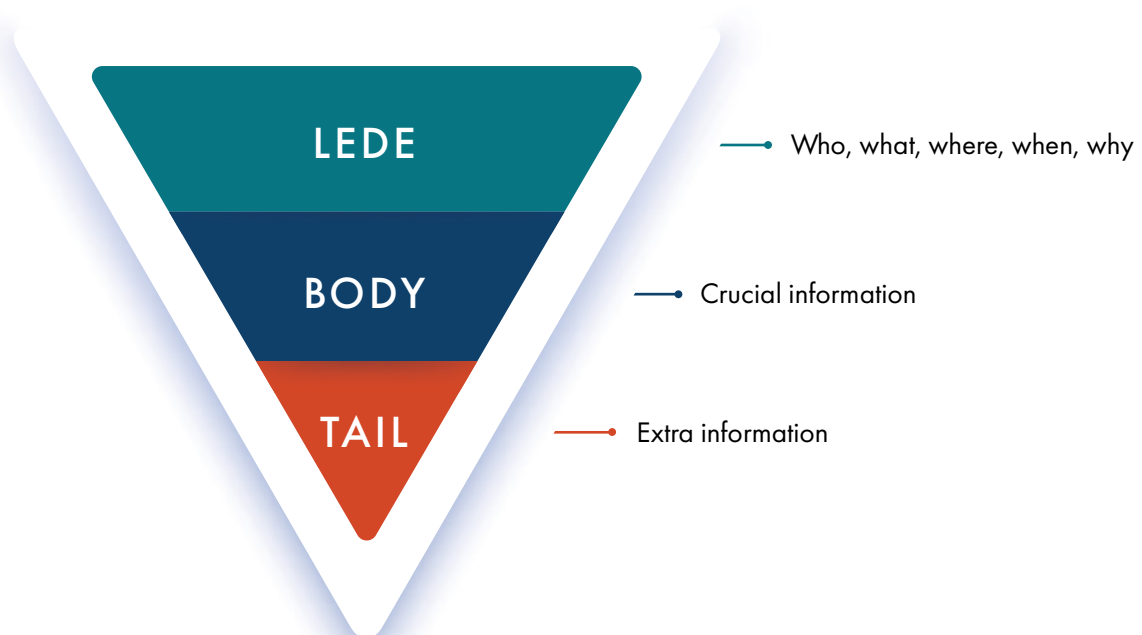 LEDE
Who, what, where, when, why
BODY
Crucial information
TAIL
Extra information